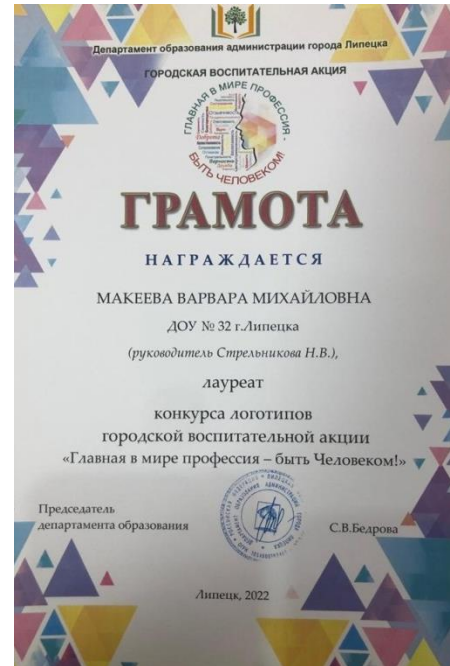 Департамент образования администрации города Липецка
ГОРОДСКАЯ ВОСПИТАТЕЛЬНАЯ АКЦИЯ
ГЛАВНАЯ В МИРЕ ПРОФЕССИЯ -
БЫТЬ ЧЕЛОВЕКОМ!
ГРАМОТА
НАГРАЖДАЕТСЯ
МАКЕЕВА ВАРВАРА МИХАЙЛОВНА
ДОУ № 32 г.Липецка
(руководитель Стрельникова Н.В.),
лауреат
конкурса логотипов
городской воспитательной акции
«Главная в мире профессия – быть Человеком!»
Председатель
департамента образования
С.В.Бедрова
Липецк, 2022